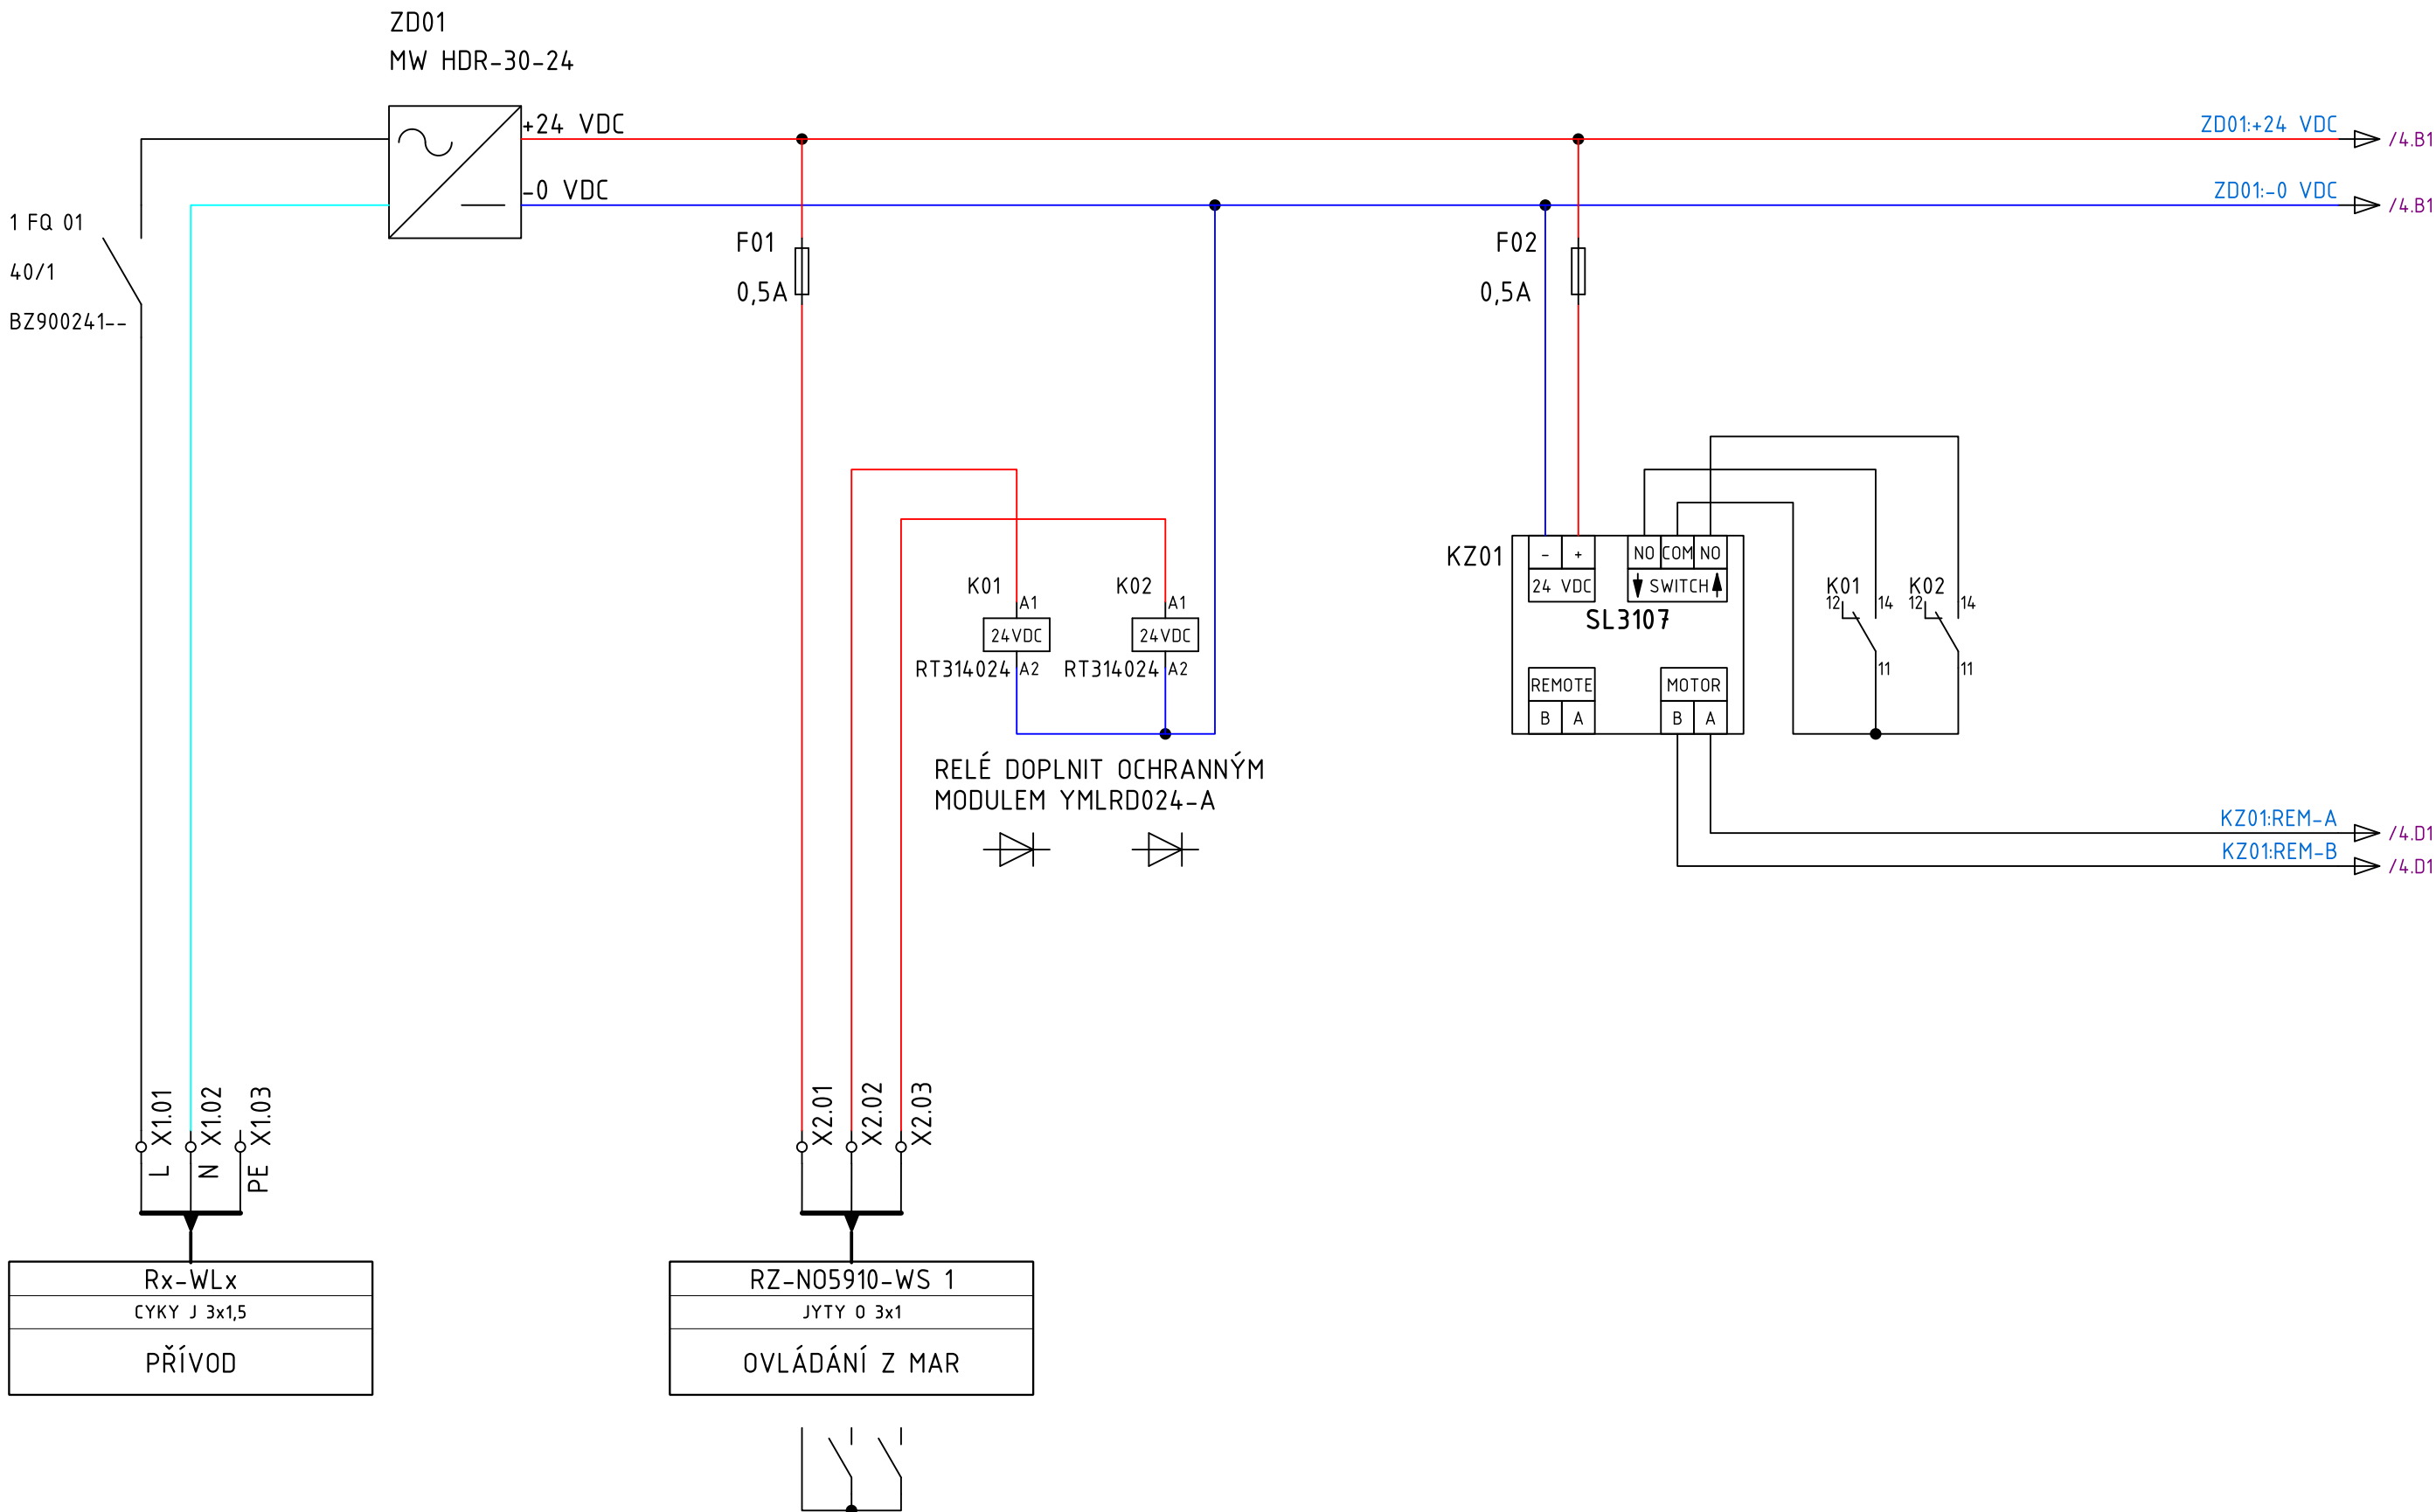 ZD01
MW HDR-30-24
+24 VDC
-0 VDC
ZD01:+24 VDC
/4.B1
ZD01:-0 VDC
/4.B1
1 FQ 01
40/1
BZ900241--
F01
0,5A
F02
0,5A
K01
A1
24VDC
RT314024
A2
K02
A1
24VDC
RT314024
A2
RELÉ DOPLNIT OCHRANNÝM
MODULEM YMLRD024-A
KZ01
- +
24 VDC
NO COM NO
SWITCH
SL3107
REMOTE
B A
MOTOR
B A
K01
12
14
11
K02
12
14
11
KZ01:REM-A
/4.D1
KZ01:REM-B
/4.D1
X1.01
X1.02
X1.03
L
N
PE
X2.01
X2.02
X2.03
Rx-WLx
CYKY J 3x1,5
PŘÍVOD
RZ-NO5910-WS 1
JYTY O 3x1
OVLÁDÁNÍ Z MAR